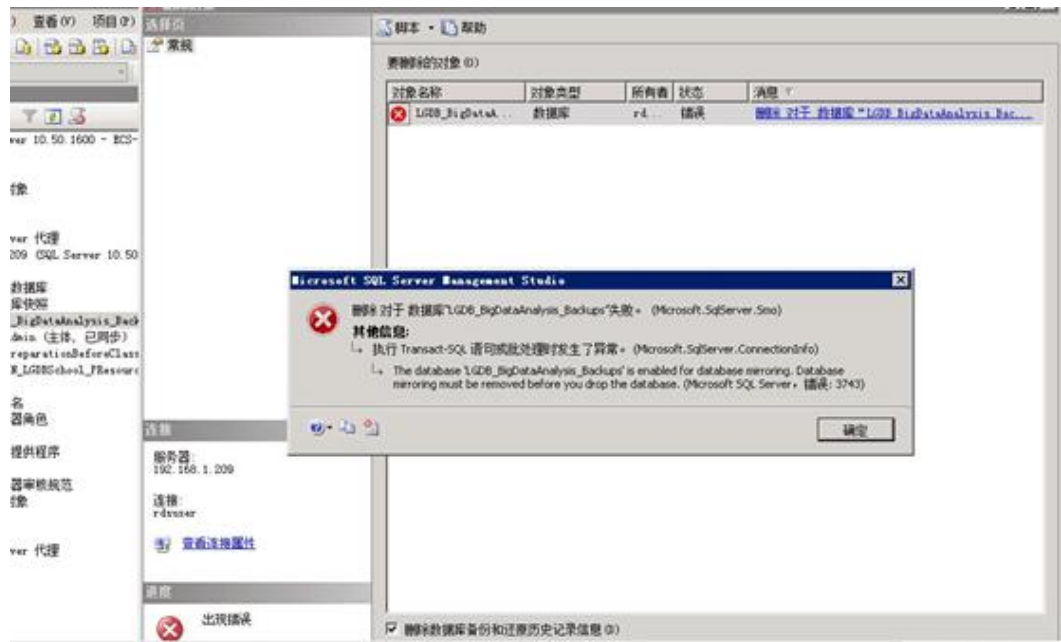 查看(V) 项目(P)
ver 10.50.1600 - ECS-
对象
ver 代理
209 (SQL Server 10.50
数据库
库快照
_BigDataAnalysis_Back
dmin (主体, 已同步)
reparationBeforeClass
名
器角色
提供程序
器审核规范
对象
ver 代理
选择页
常规
连接
服务器:
192.168.1.209
连接:
rdsuser
查看连接属性
进度
出现错误
脚本 帮助
要删除的对象(O)
对象名称 对象类型 所有者 状态 消息
LGDB_BigDataA... 数据库 rd... 错误 删除 对于 数据库“LGDB_BigDataAnalysis_Bac...
Microsoft SQL Server Management Studio
删除 对于 数据库“LGDB_BigDataAnalysis_Backups”失败。 (Microsoft.SqlServer.Smo)
其他信息:
执行 Transact-SQL 语句或批处理时发生了异常。 (Microsoft.SqlServer.ConnectionInfo)
The database 'LGDB_BigDataAnalysis_Backups' is enabled for database mirroring. Database
mirroring must be removed before you drop the database. (Microsoft SQL Server，错误: 3743)
确定
删除数据库备份和还原历史记录信息(D)